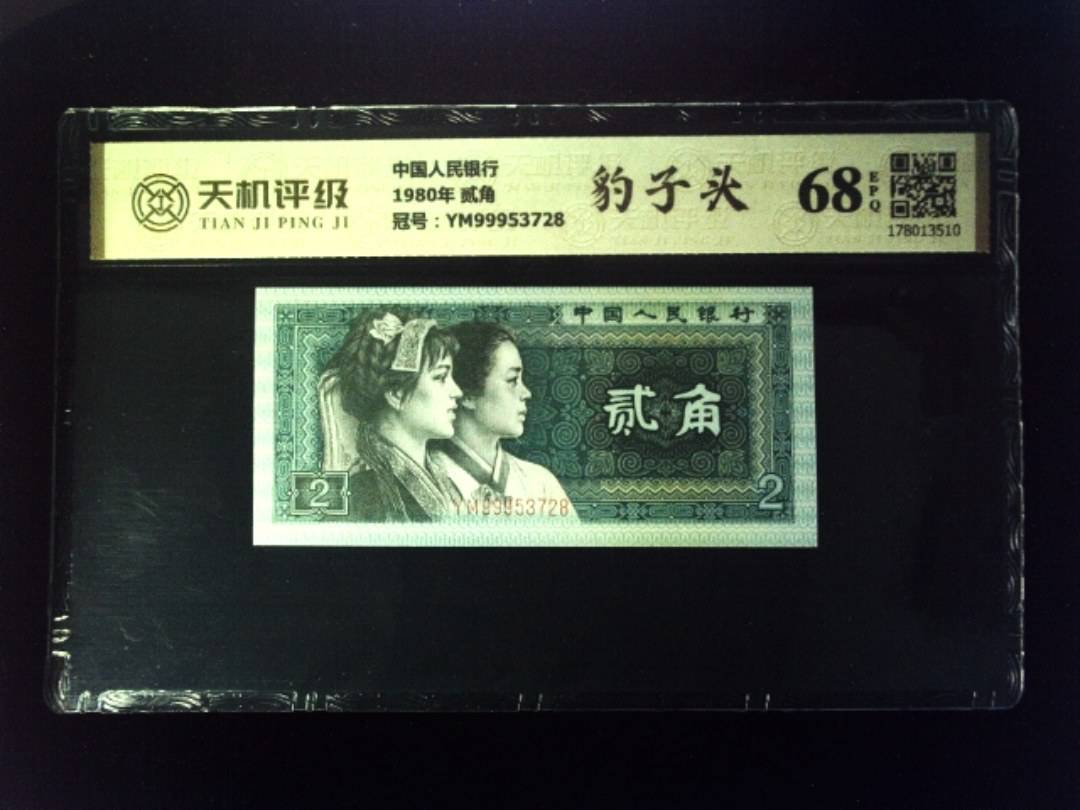 天机评级
TIAN JI PING JI
中国人民银行
1980年 贰角
冠号：YM99953728
豹子头
68
EPQ
178013510
中国人民银行
贰角
2
YM99953728
2